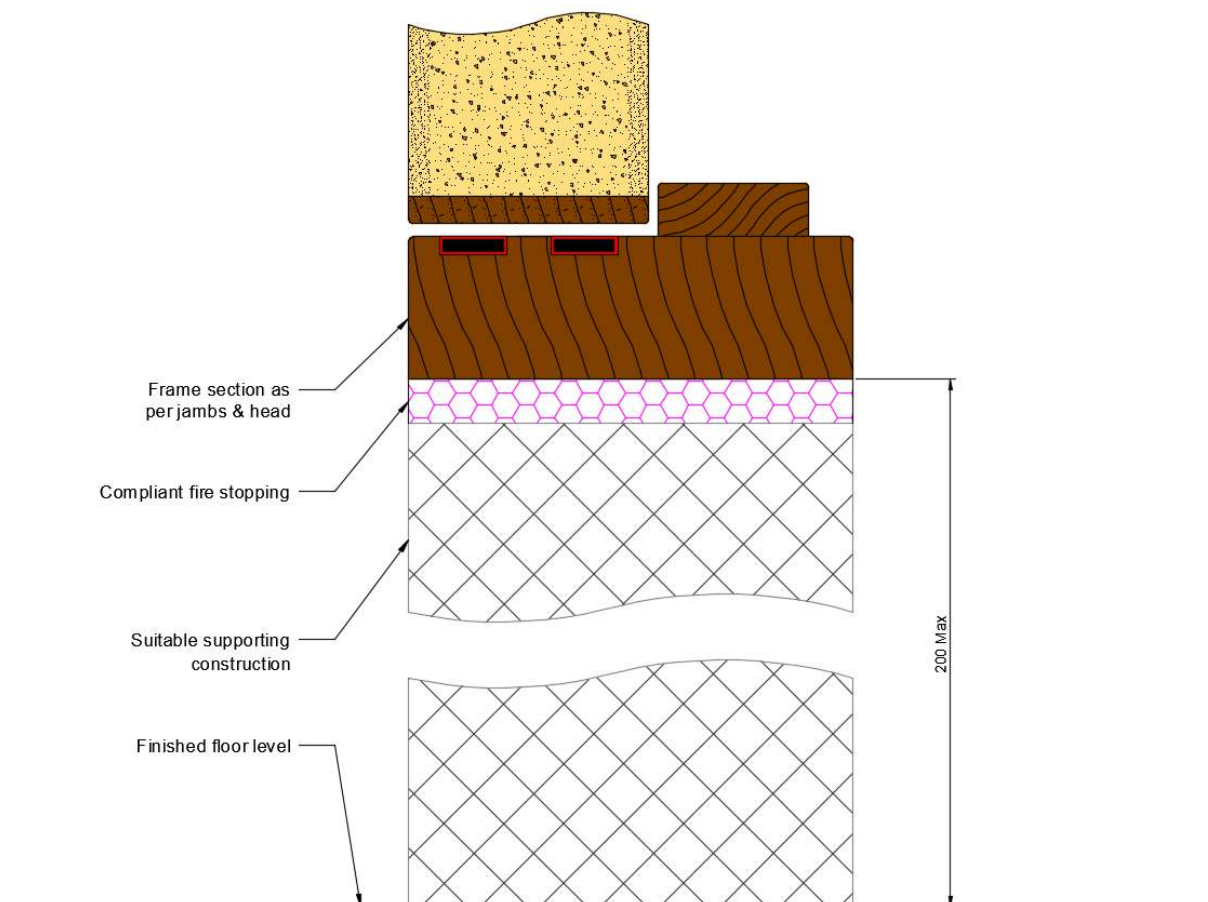 Frame section as
per jambs & head
Compliant fire stopping
Suitable supporting
construction
200 Max
Finished floor level